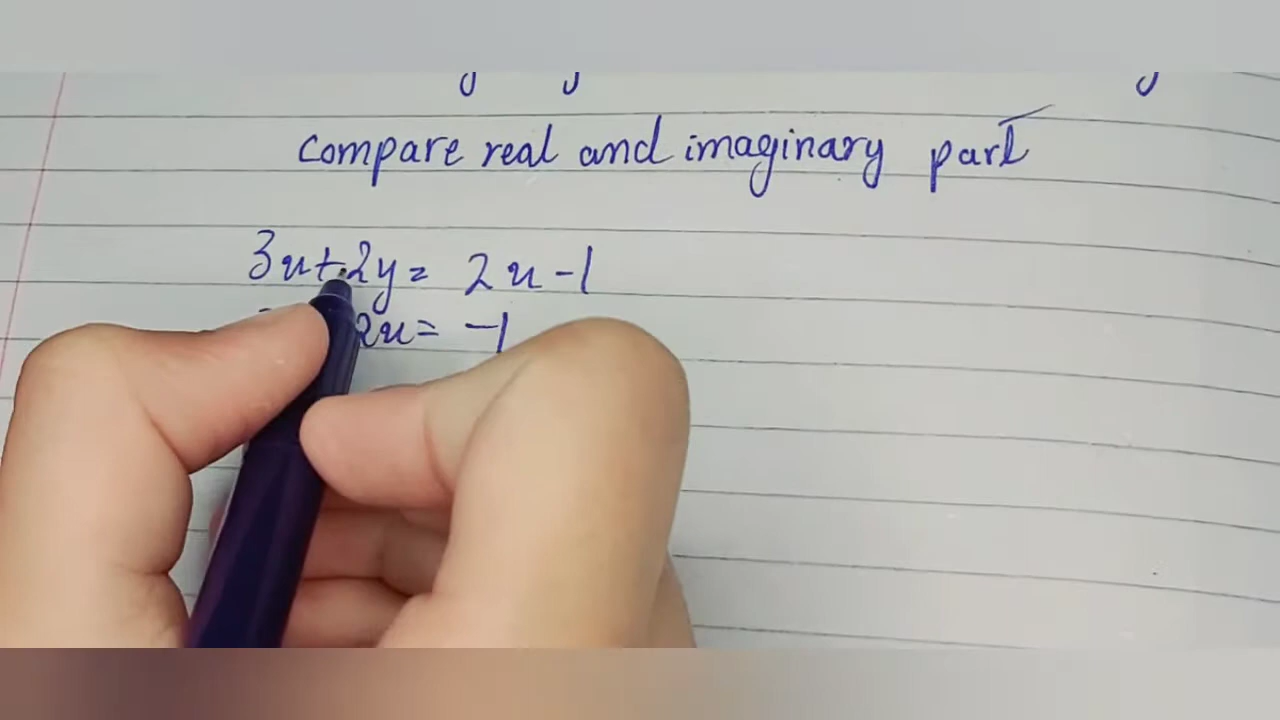 compare real and imaginary part
3x+2y= 2x-1
2x= -1